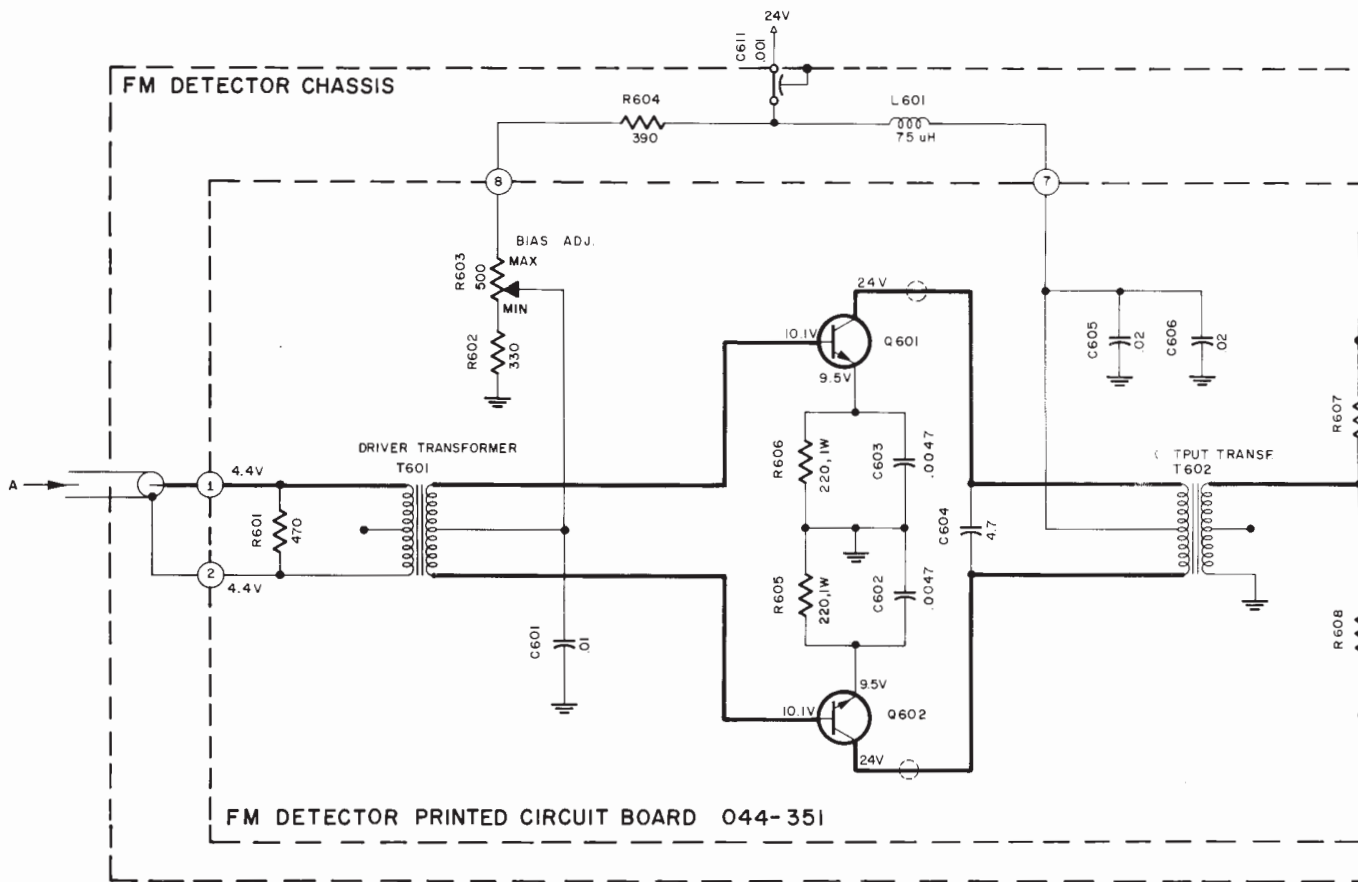 24V
C611
.001
FM DETECTOR CHASSIS
R604
390
L601
75 uH
8
7
BIAS ADJ.
R603
500
MAX
MIN
R602
330
24V
10.1V
Q601
9.5V
C605
.02
C606
.02
R607
DRIVER TRANSFORMER
T601
R606
220, 1W
C603
.0047
TPUT TRANSF.
T602
A
1
4.4V
R601
470
C604
4.7
2
4.4V
R605
220, 1W
C602
.0047
R608
C601
.01
9.5V
10.1V
Q602
24V
FM DETECTOR PRINTED CIRCUIT BOARD 044-351